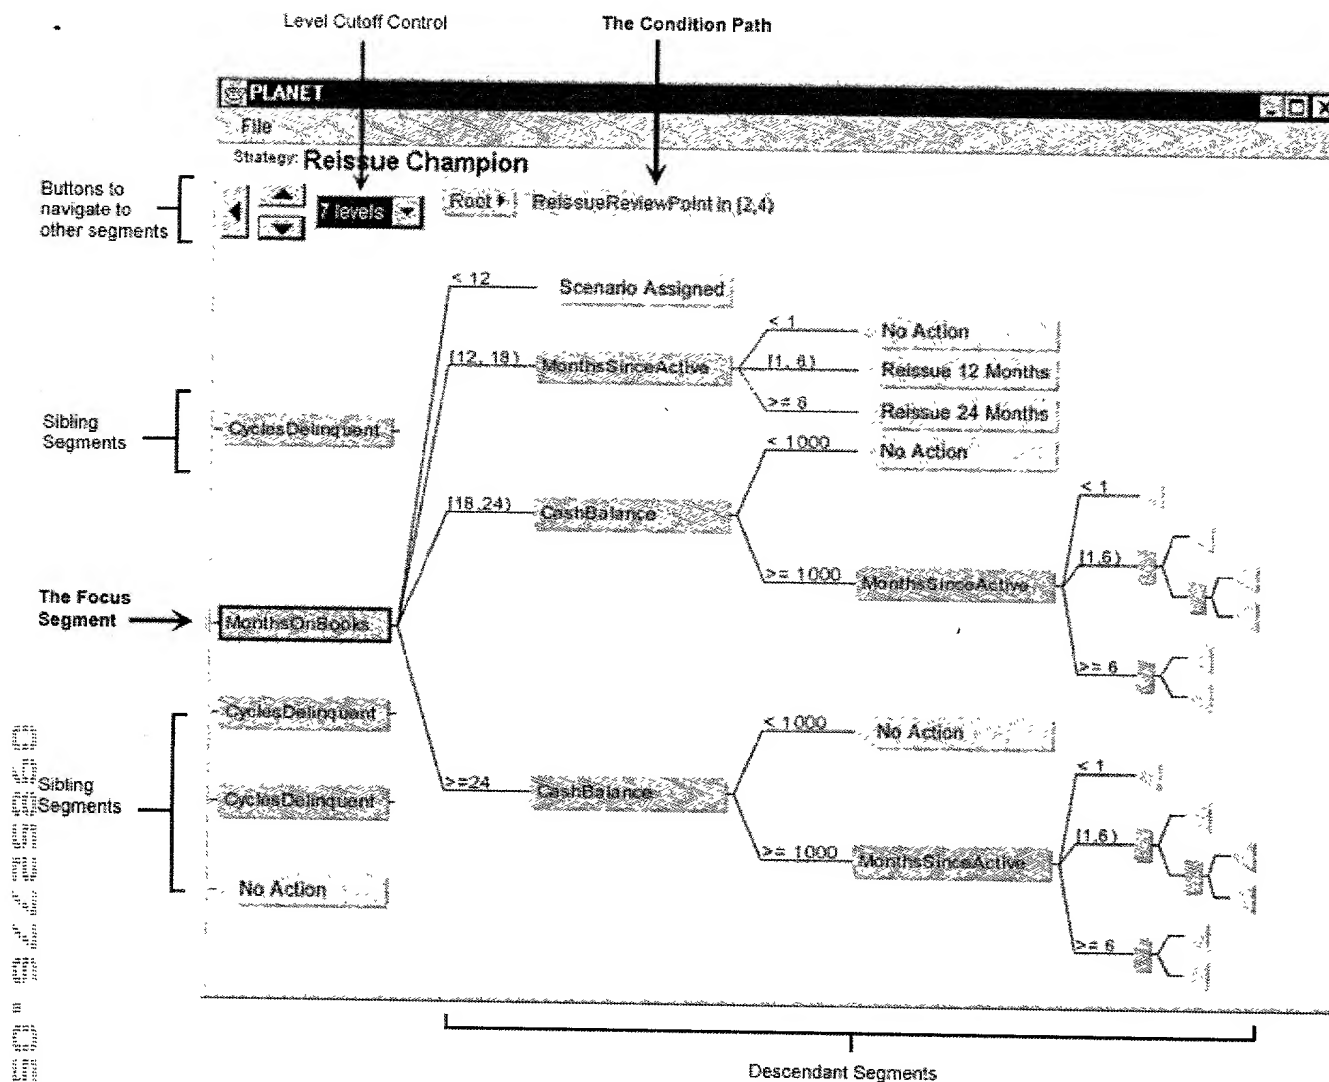 Level Cutoff Control
The Condition Path
PLANET
File
Strategy: Reissue Champion
Buttons to
navigate to
other segments
7 levels
Root
ReissueReviewPoint in [2,4)
< 12
Scenario Assigned
< 1
No Action
[12, 18)
MonthsSinceActive
[1, 6)
Reissue 12 Months
>= 6
Reissue 24 Months
Sibling
Segments
CyclesDelinquent
< 1000
No Action
[18,24)
CashBalance
< 1
[1,6)
>= 1000
MonthsSinceActive
>= 6
The Focus
Segment
MonthsOnBooks
CyclesDelinquent
< 1000
No Action
Sibling
Segments
CyclesDelinquent
>=24
CashBalance
< 1
[1,6)
>= 1000
MonthsSinceActive
>= 6
No Action
Descendant Segments